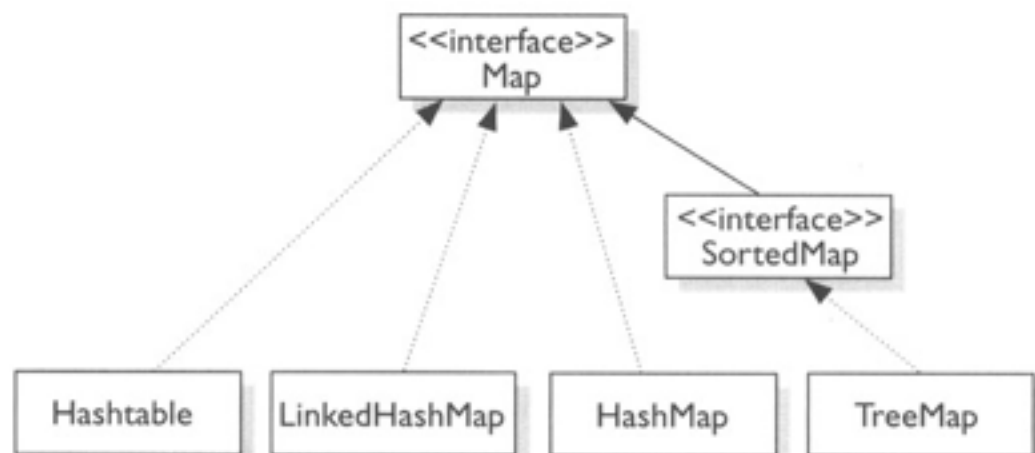 <<interface>>
Map
<<interface>>
SortedMap
Hashtable
LinkedHashMap
HashMap
TreeMap